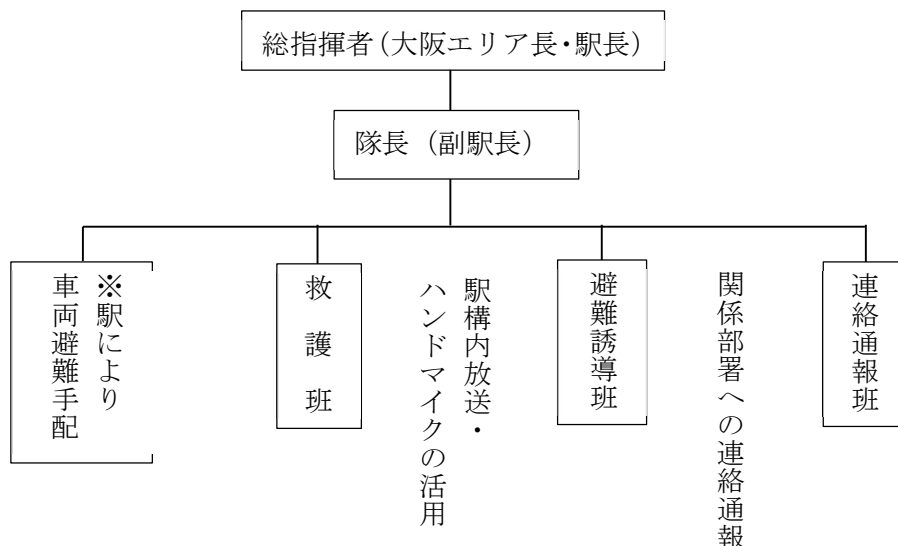 総指揮者（大阪エリア長・駅長）
隊長（副駅長）
連絡通報班
関係部署への連絡通報
避難誘導班
駅構内放送・
ハンドマイクの活用
救護班
※駅により
車両避難手配